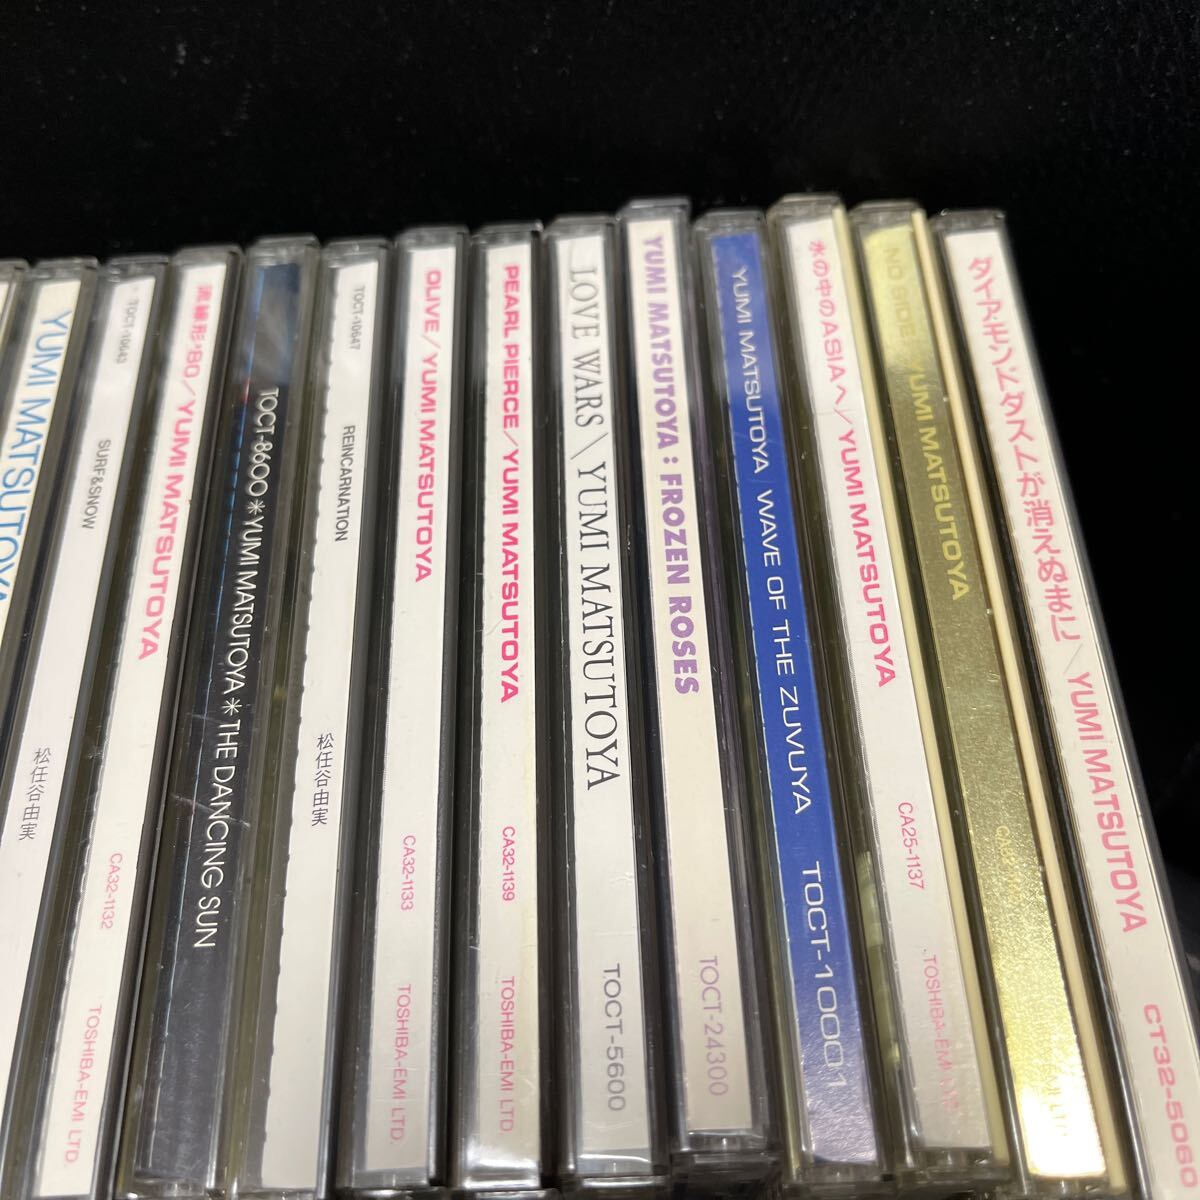 YUMI MATSUTOYA
TOCT-10643 SURF&SNOW 松任谷由実
流線形'80/YUMI MATSUTOYA CA32-1132 TOSHIBA-EMI LTD.
TOCT-8600*YUMI MATSUTOYA*THE DANCING SUN
TOCT-10647 REINCARNATION 松任谷由実
OLIVE/YUMI MATSUTOYA CA32-1133 TOSHIBA-EMI LTD.
PEARL PIERCE/YUMI MATSUTOYA CA32-1139 TOSHIBA-EMI LTD.
LOVE WARS \ YUMI MATSUTOYA TOCT-5600
YUMI MATSUTOYA : FROZEN ROSES TOCT-24300
YUMI MATSUTOYA / WAVE OF THE ZUVUYA TOCT-10001
水の中のASIAへ/YUMI MATSUTOYA CA25-1137 TOSHIBA-EMI LTD.
NO SIDE YUMI MATSUTOYA
ダイアモンドダストが消えぬまに/YUMI MATSUTOYA CT32-5060